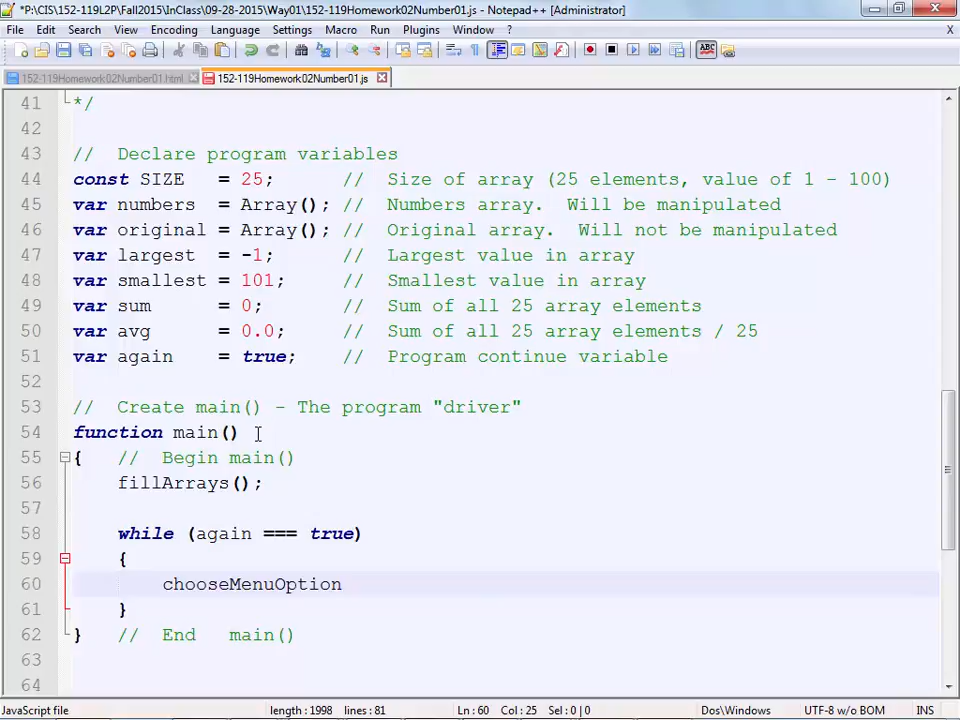 *P:\CIS\152-119L2P\Fall2015\InClass\09-28-2015\Way01\152-119Homework02Number01.js - Notepad++ [Administrator]
File Edit Search View Encoding Language Settings Macro Run Plugins Window ? X
152-119Homework02Number01.html 152-119Homework02Number01.js
41 */
42
43 // Declare program variables
44 const SIZE = 25; // Size of array (25 elements, value of 1 - 100)
45 var numbers = Array(); // Numbers array. Will be manipulated
46 var original = Array(); // Original array. Will not be manipulated
47 var largest = -1; // Largest value in array
48 var smallest = 101; // Smallest value in array
49 var sum = 0; // Sum of all 25 array elements
50 var avg = 0.0; // Sum of all 25 array elements / 25
51 var again = true; // Program continue variable
52
53 // Create main() - The program "driver"
54 function main()
55 { // Begin main()
56 fillArrays();
57
58 while (again === true)
59 {
60 chooseMenuOption
61 }
62 } // End main()
63
64
JavaScript file length : 1998 lines : 81 Ln : 60 Col : 25 Sel : 0 | 0 Dos\Windows UTF-8 w/o BOM INS